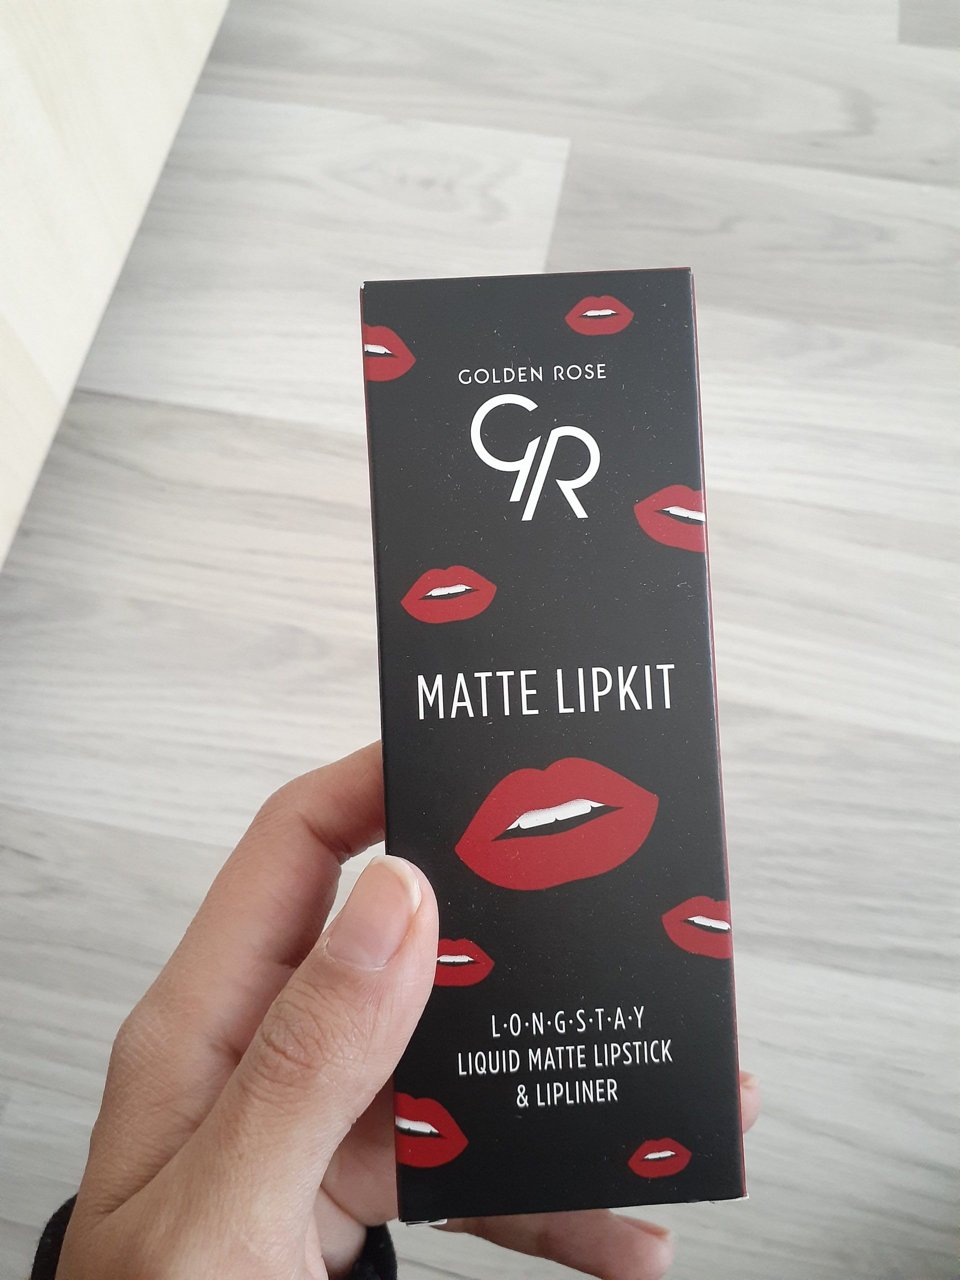 GOLDEN ROSE
GR
MATTE LIPKIT
L·O·N·G·S·T·A·Y
LIQUID MATTE LIPSTICK
& LIPLINER